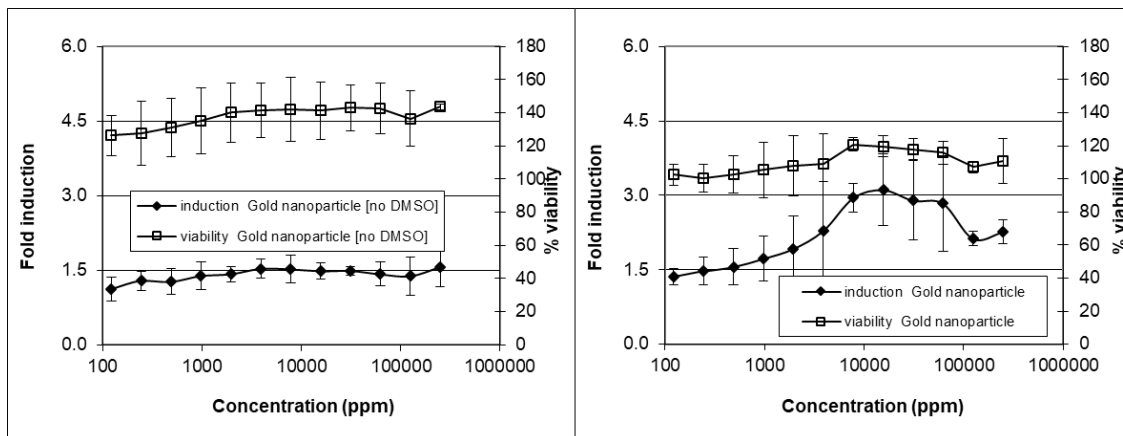 6.0
4.5
3.0
1.5
0.0
Fold induction
180
160
140
120
100
80
60
40
20
0
% viability
induction Gold nanoparticle [no DMSO]
viability Gold nanoparticle [no DMSO]
100 1000 10000 100000 1000000
Concentration (ppm)
6.0
4.5
3.0
1.5
0.0
Fold induction
180
160
140
120
100
80
60
40
20
0
% viability
induction Gold nanoparticle
viability Gold nanoparticle
100 1000 10000 100000 1000000
Concentration (ppm)